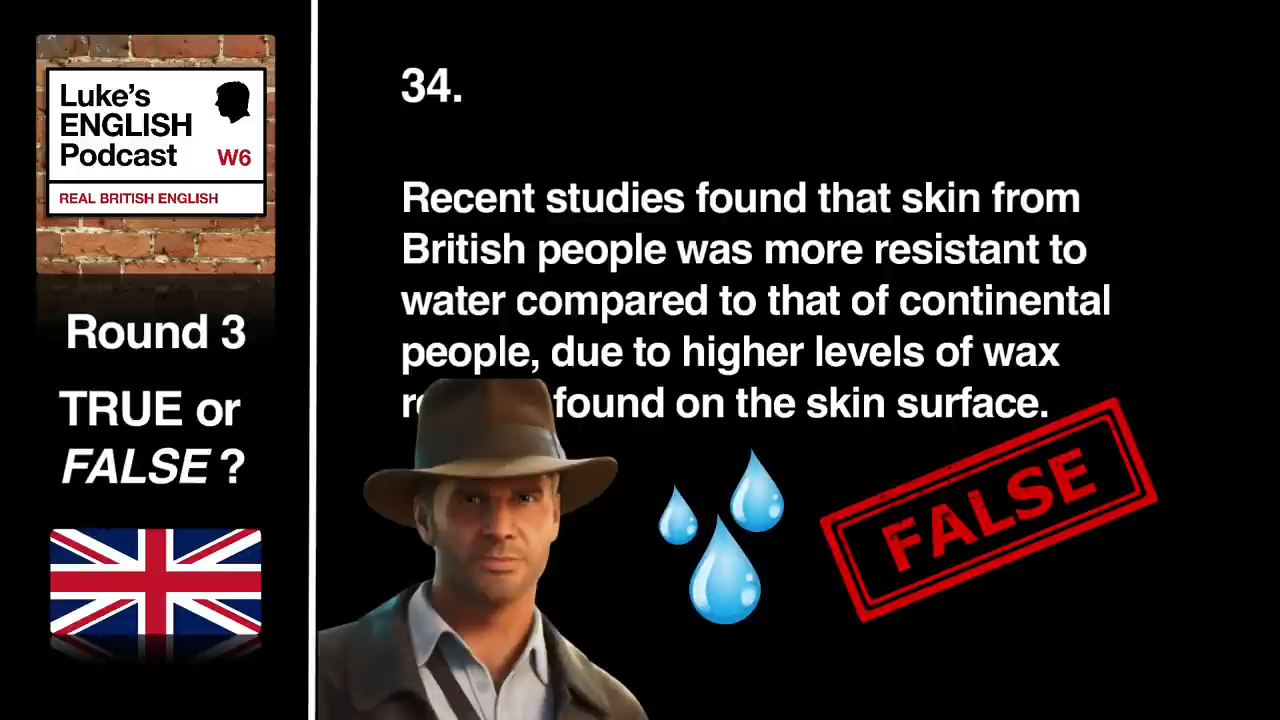 Luke's
ENGLISH
Podcast
W6
REAL BRITISH ENGLISH
Round 3
TRUE or
FALSE ?
34.
Recent studies found that skin from
British people was more resistant to
water compared to that of continental
people, due to higher levels of wax
found on the skin surface.
FALSE